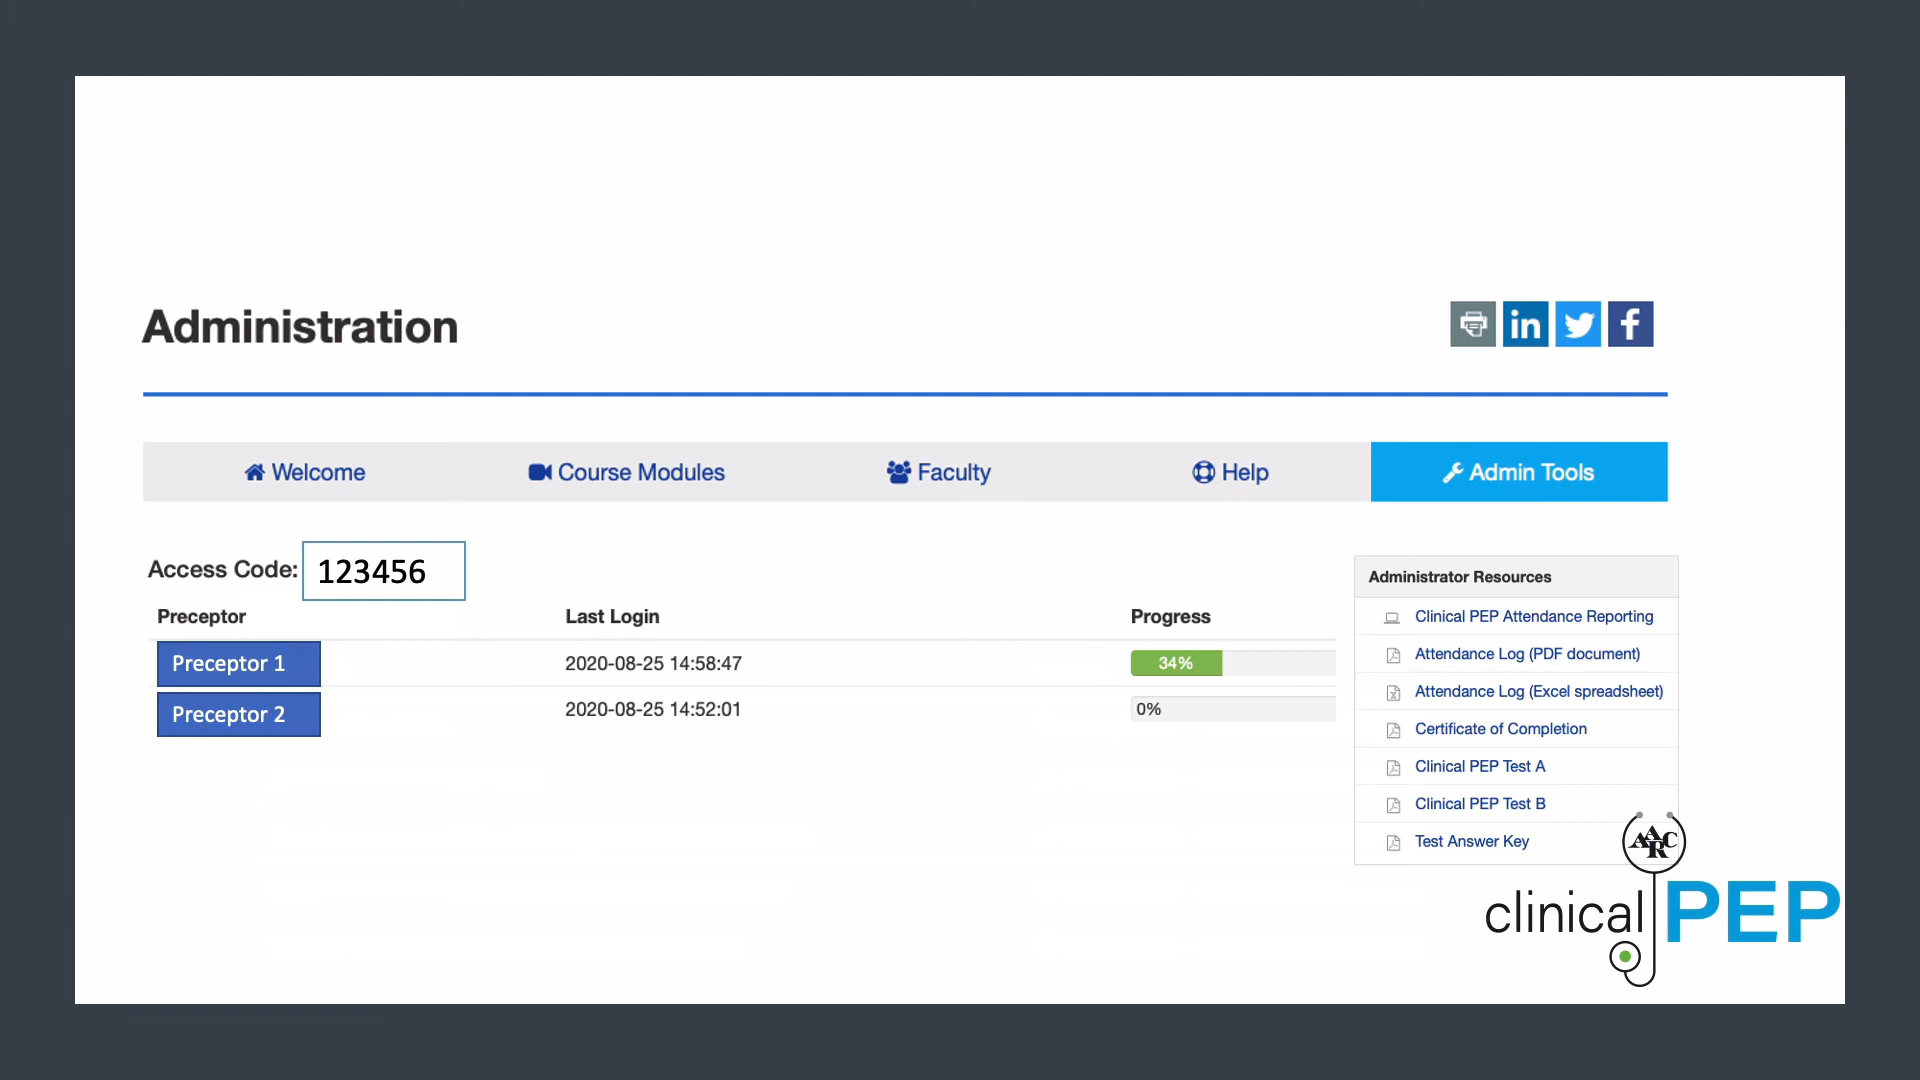 Administration
Welcome
Course Modules
Faculty
Help
Admin Tools
Access Code: 123456
Preceptor Last Login Progress
Preceptor 1 2020-08-25 14:58:47 34%
Preceptor 2 2020-08-25 14:52:01 0%
Administrator Resources
Clinical PEP Attendance Reporting
Attendance Log (PDF document)
Attendance Log (Excel spreadsheet)
Certificate of Completion
Clinical PEP Test A
Clinical PEP Test B
Test Answer Key
AARC
clinical PEP